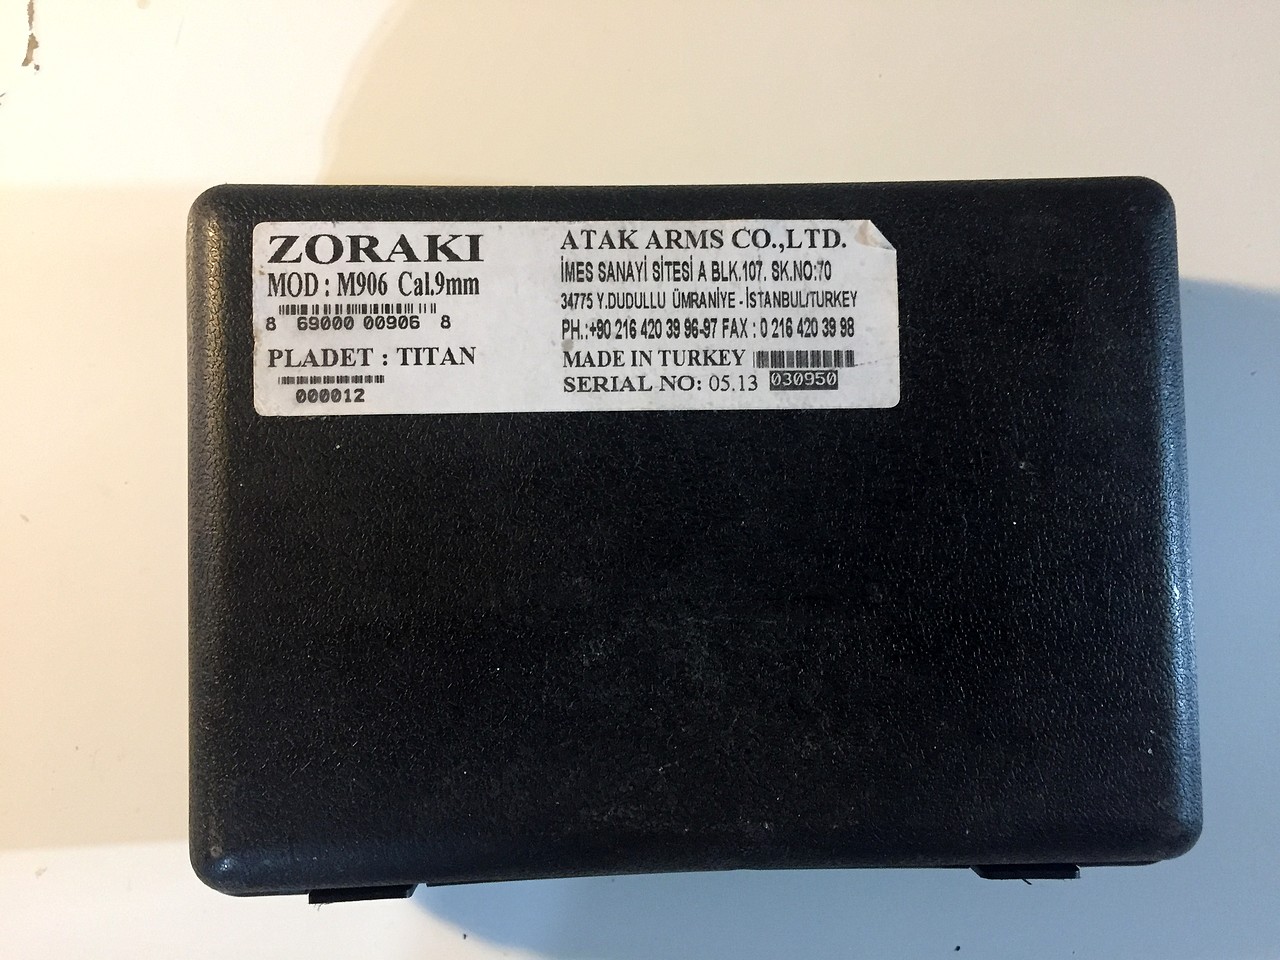 ZORAKI
MOD : M906 Cal.9mm
8 69000 00906 8
PLADET : TITAN
000012
ATAK ARMS CO.,LTD.
İMES SANAYİ SİTESİ A BLK.107. SK.NO:70
34775 Y.DUDULLU ÜMRANİYE - İSTANBUL/TURKEY
PH.:+90 216 420 39 96-97 FAX : 0 216 420 39 98
MADE IN TURKEY
SERIAL NO: 05.13 030950